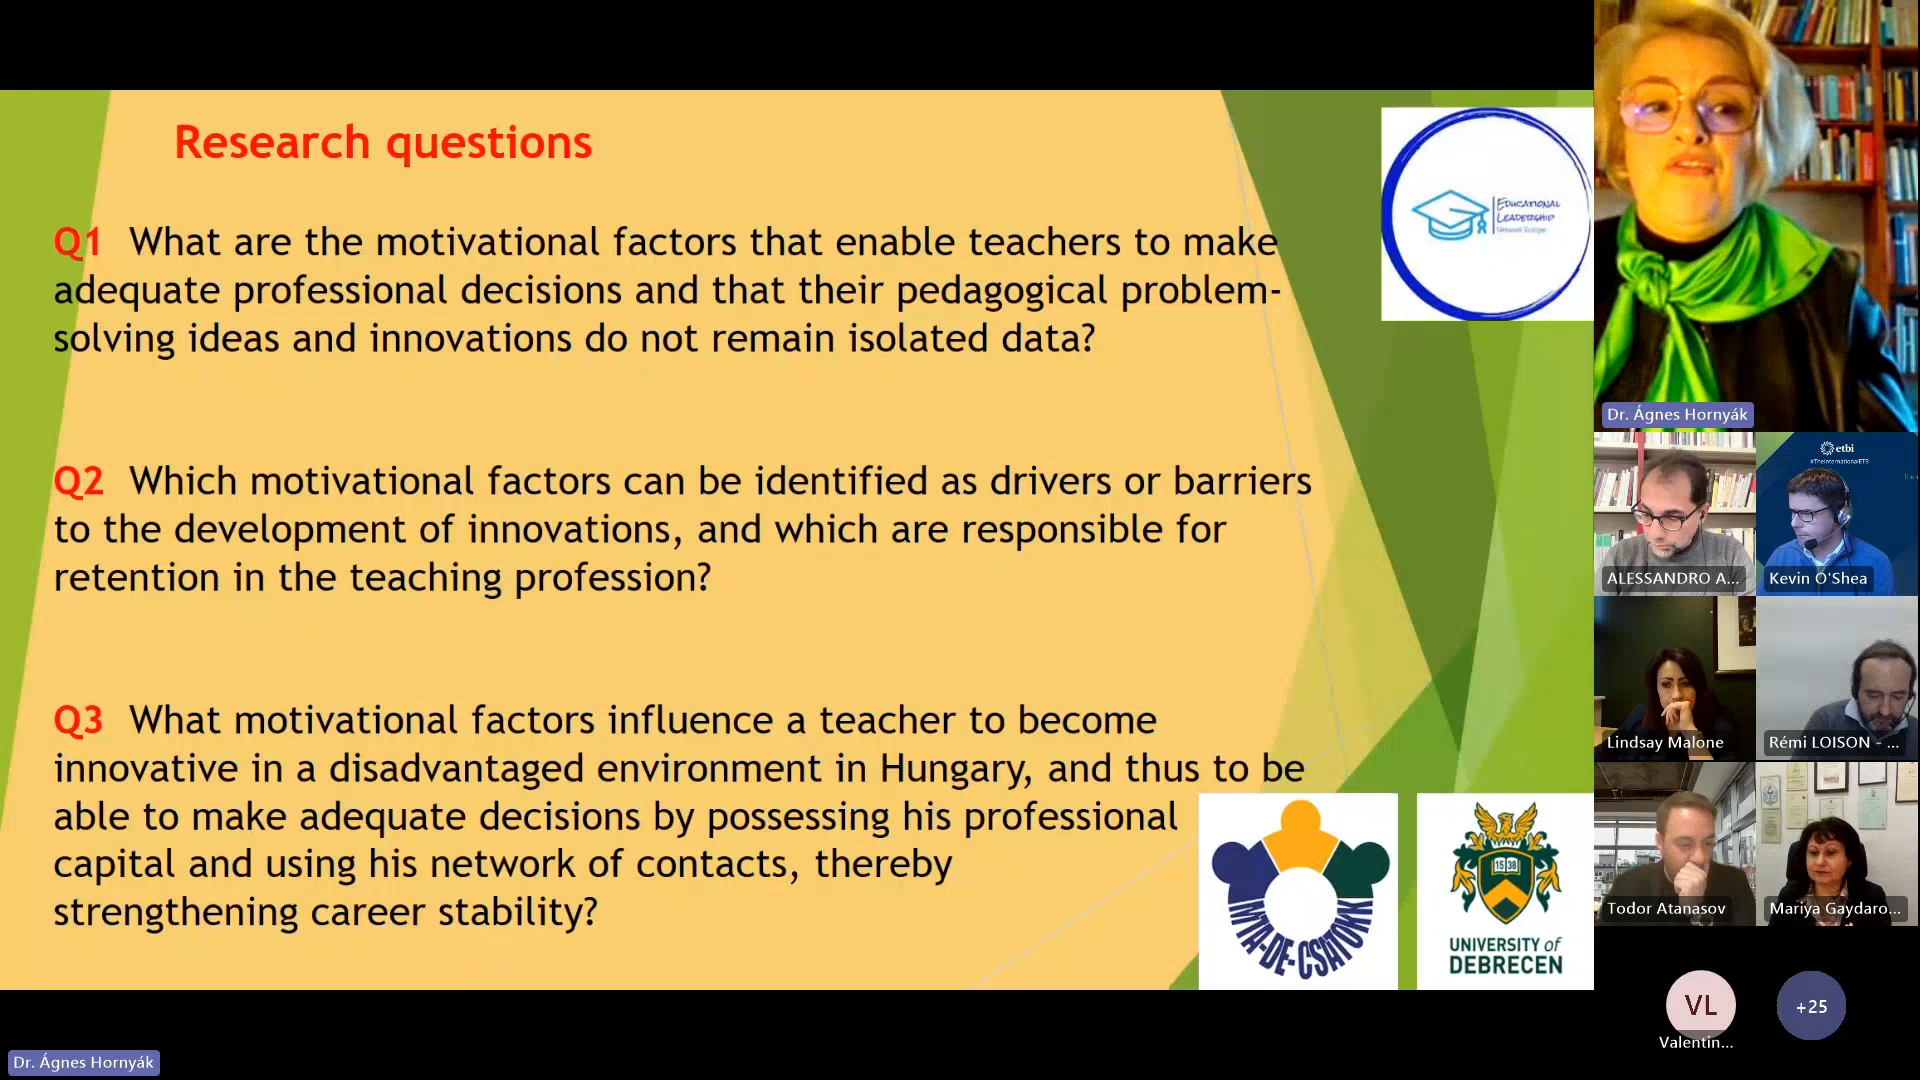 Research questions
Q1 What are the motivational factors that enable teachers to make
adequate professional decisions and that their pedagogical problem-
solving ideas and innovations do not remain isolated data?
Q2 Which motivational factors can be identified as drivers or barriers
to the development of innovations, and which are responsible for
retention in the teaching profession?
Q3 What motivational factors influence a teacher to become
innovative in a disadvantaged environment in Hungary, and thus to be
able to make adequate decisions by possessing his professional
capital and using his network of contacts, thereby
strengthening career stability?
EDUCATIONAL
LEADERSHIP
Network Europe
MTA-DE-CSATOKK
15 38
UNIVERSITY of
DEBRECEN
Dr. Ágnes Hornyák
etbi
#TheInternationalETB
ALESSANDRO A...
Kevin O'Shea
Lindsay Malone
Rémi LOISON - ...
Todor Atanasov
Mariya Gaydaro...
VL
+25
Valentin...
Dr. Ágnes Hornyák